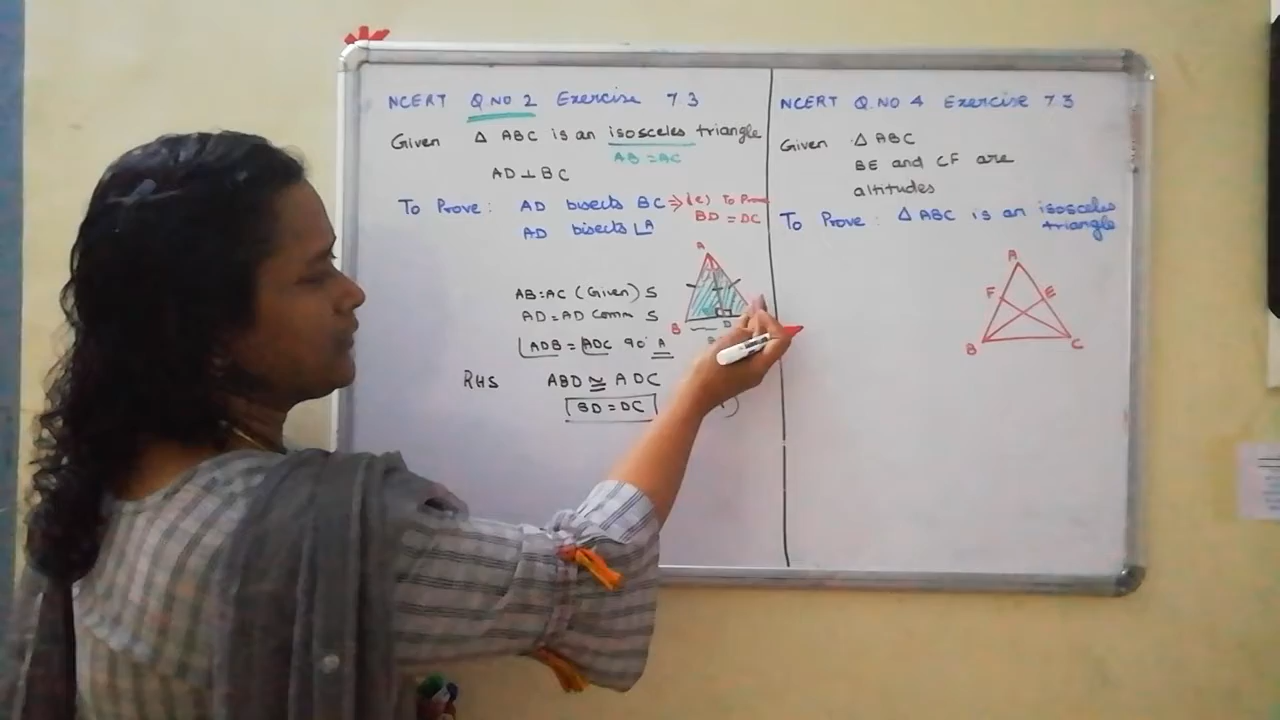 NCERT Q.NO 2 Exercise 7.3
Given Δ ABC is an isosceles triangle
AB = AC
AD ⊥ BC
To Prove: AD bisects BC ⇒ (e) To Prove
BD = DC
AD bisects ∠A
A
B
D
AB=AC (Given) S
AD=AD Comm S
∠ADB = ∠ADC 90° A
RHS ABD ≅ ADC
BD = DC
NCERT Q.NO 4 Exercise 7.3
Given Δ ABC
BE and CF are
altitudes
To Prove: Δ ABC is an isosceles
triangle
A
F E
B C